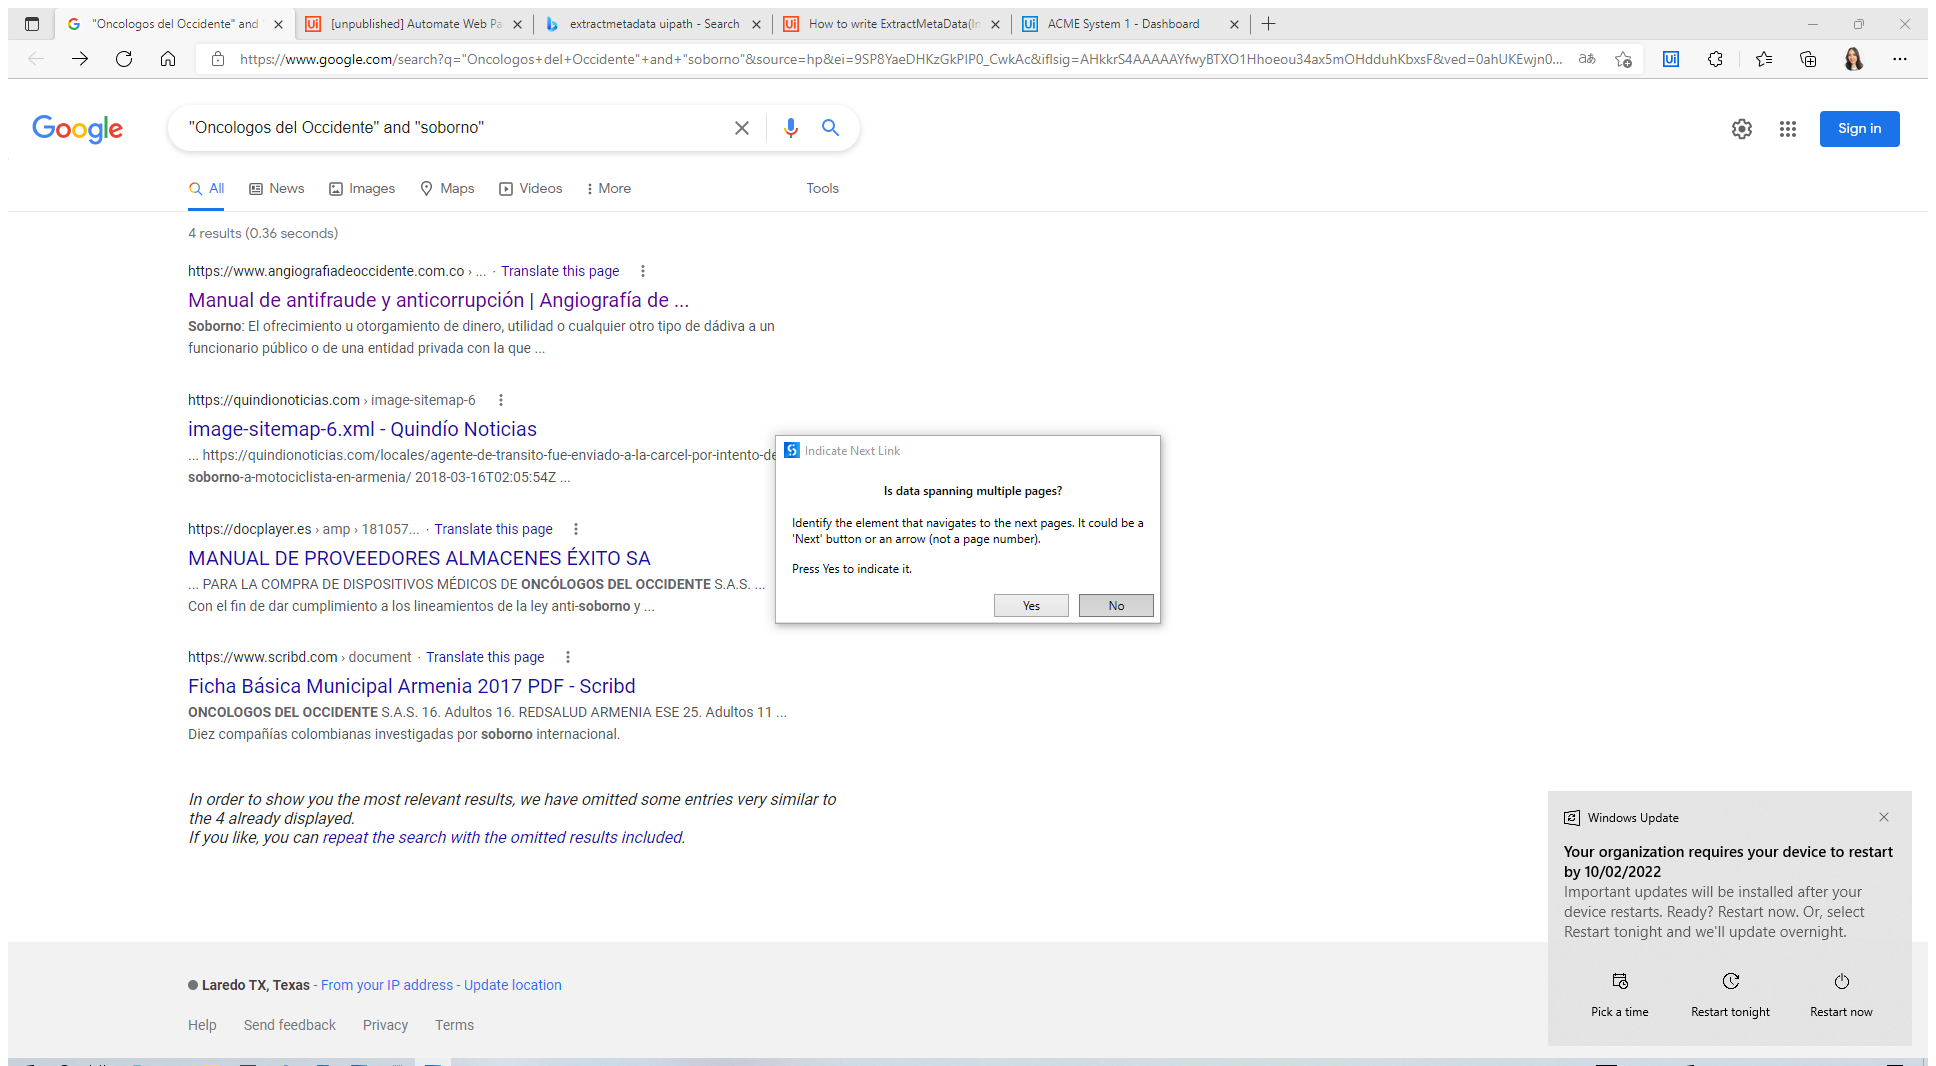 "Oncologos del Occidente" and
[unpublished] Automate Web Pa
extractmetadata uipath - Search
How to write ExtractMetaData(In
ACME System 1 - Dashboard
https://www.google.com/search?q="Oncologos+del+Occidente"+and+"soborno"&source=hp&ei=9SP8YaeDHKzGkPIP0_CwkAc&iflsig=AHkkrS4AAAAAYfwyBTXO1Hhoeou34ax5mOHdduhKbxsF&ved=0ahUKEwjn0...
Google
"Oncologos del Occidente" and "soborno"
Sign in
All
News
Images
Maps
Videos
More
Tools
4 results (0.36 seconds)
https://www.angiografiadeoccidente.com.co › ... · Translate this page
Manual de antifraude y anticorrupción | Angiografía de ...
Soborno: El ofrecimiento u otorgamiento de dinero, utilidad o cualquier otro tipo de dádiva a un
funcionario público o de una entidad privada con la que ...
https://quindionoticias.com › image-sitemap-6
image-sitemap-6.xml - Quindío Noticias
... https://quindionoticias.com/locales/agente-de-transito-fue-enviado-a-la-carcel-por-intento-de
soborno-a-motociclista-en-armenia/ 2018-03-16T02:05:54Z ...
https://docplayer.es › amp › 181057... · Translate this page
MANUAL DE PROVEEDORES ALMACENES ÉXITO SA
... PARA LA COMPRA DE DISPOSITIVOS MÉDICOS DE ONCÓLOGOS DEL OCCIDENTE S.A.S. ...
Con el fin de dar cumplimiento a los lineamientos de la ley anti-soborno y ...
https://www.scribd.com › document · Translate this page
Ficha Básica Municipal Armenia 2017 PDF - Scribd
ONCOLOGOS DEL OCCIDENTE S.A.S. 16. Adultos 16. REDSALUD ARMENIA ESE 25. Adultos 11 ...
Diez compañías colombianas investigadas por soborno internacional.
In order to show you the most relevant results, we have omitted some entries very similar to
the 4 already displayed.
If you like, you can repeat the search with the omitted results included.
Laredo TX, Texas - From your IP address - Update location
Help
Send feedback
Privacy
Terms
Indicate Next Link
Is data spanning multiple pages?
Identify the element that navigates to the next pages. It could be a
'Next' button or an arrow (not a page number).
Press Yes to indicate it.
Yes
No
Windows Update
Your organization requires your device to restart
by 10/02/2022
Important updates will be installed after your
device restarts. Ready? Restart now. Or, select
Restart tonight and we'll update overnight.
Pick a time
Restart tonight
Restart now